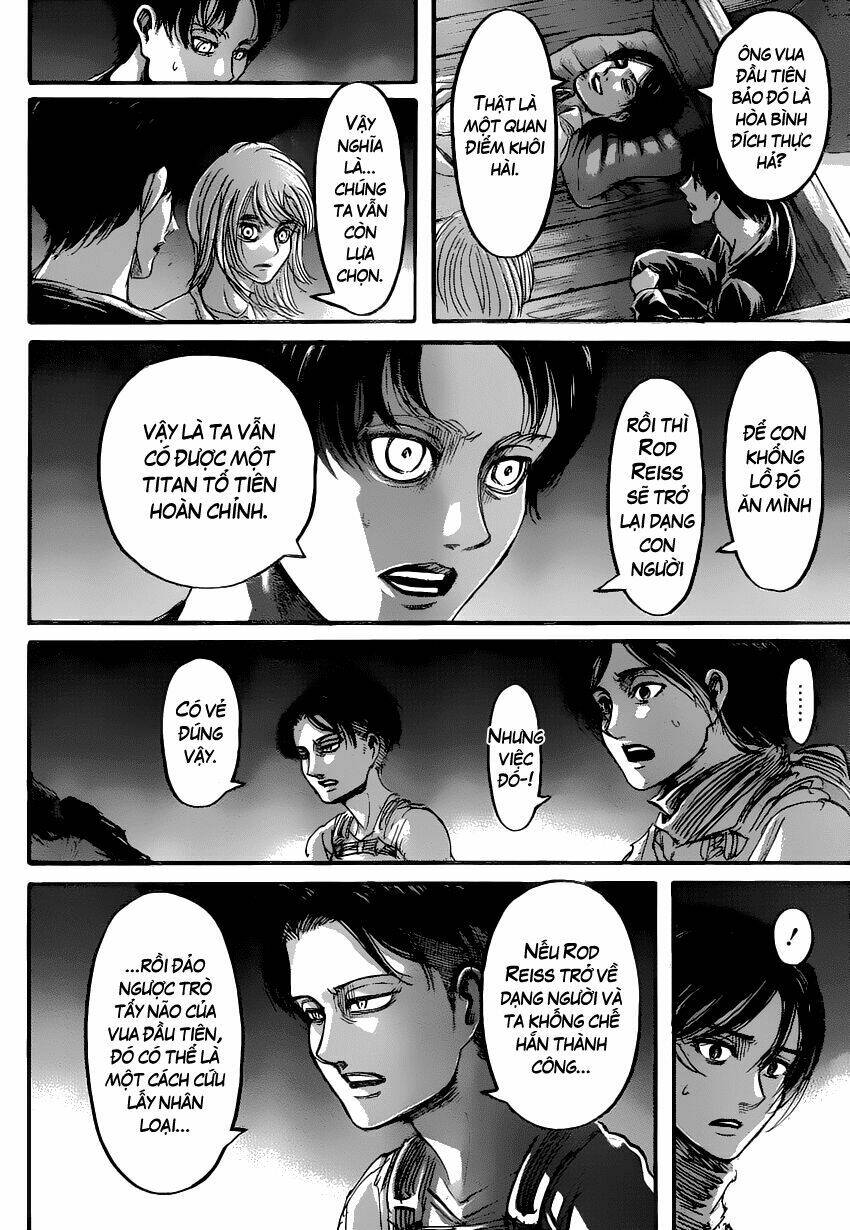 ÔNG VUA
ĐẦU TIÊN
BẢO ĐÓ LÀ
HÒA BÌNH
ĐÍCH THỰC
HẢ?
THẬT LÀ
MỘT QUAN
ĐIỂM KHÔI
HÀI.
VẬY
NGHĨA
LÀ...
CHÚNG
TA VẪN
CÒN
LỰA
CHỌN.
ĐỂ CON
KHỔNG
LỒ ĐÓ
ĂN MÌNH
RỒI THÌ
ROD
REISS
SẼ TRỞ
LẠI DẠNG
CON
NGƯỜI
VẬY LÀ TA VẪN
CÓ ĐƯỢC MỘT
TITAN TỔ TIÊN
HOÀN CHỈNH.
......
NHƯNG
VIỆC
ĐÓ-!
CÓ VẺ
ĐÚNG
VẬY.
!
NẾU ROD
REISS TRỞ VỀ
DẠNG NGƯỜI VÀ
TA KHỐNG CHẾ
HẮN THÀNH
CÔNG...
...RỒI ĐẢO
NGƯỢC TRÒ
TẨY NÃO CỦA
VUA ĐẦU TIÊN,
ĐÓ CÓ THỂ LÀ
MỘT CÁCH CỨU
LẤY NHÂN
LOẠI...